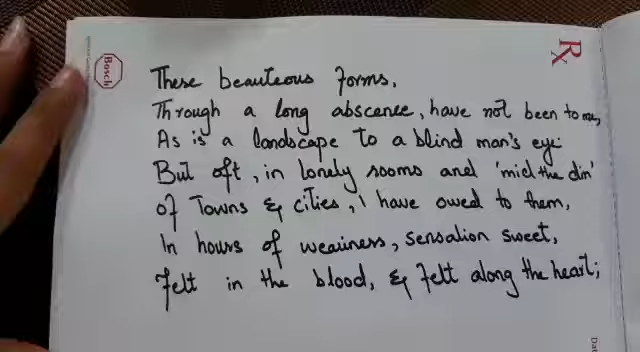 Bosch
Rx
These beauteous forms,
Through a long abscence, have not been to me,
As is a landscape to a blind man's eye:
But oft, in lonely rooms and 'mid the din'
Of Towns & cities, I have owed to them,
In hours of weariness, sensation sweet,
Felt in the blood, & felt along the heart;
Dat